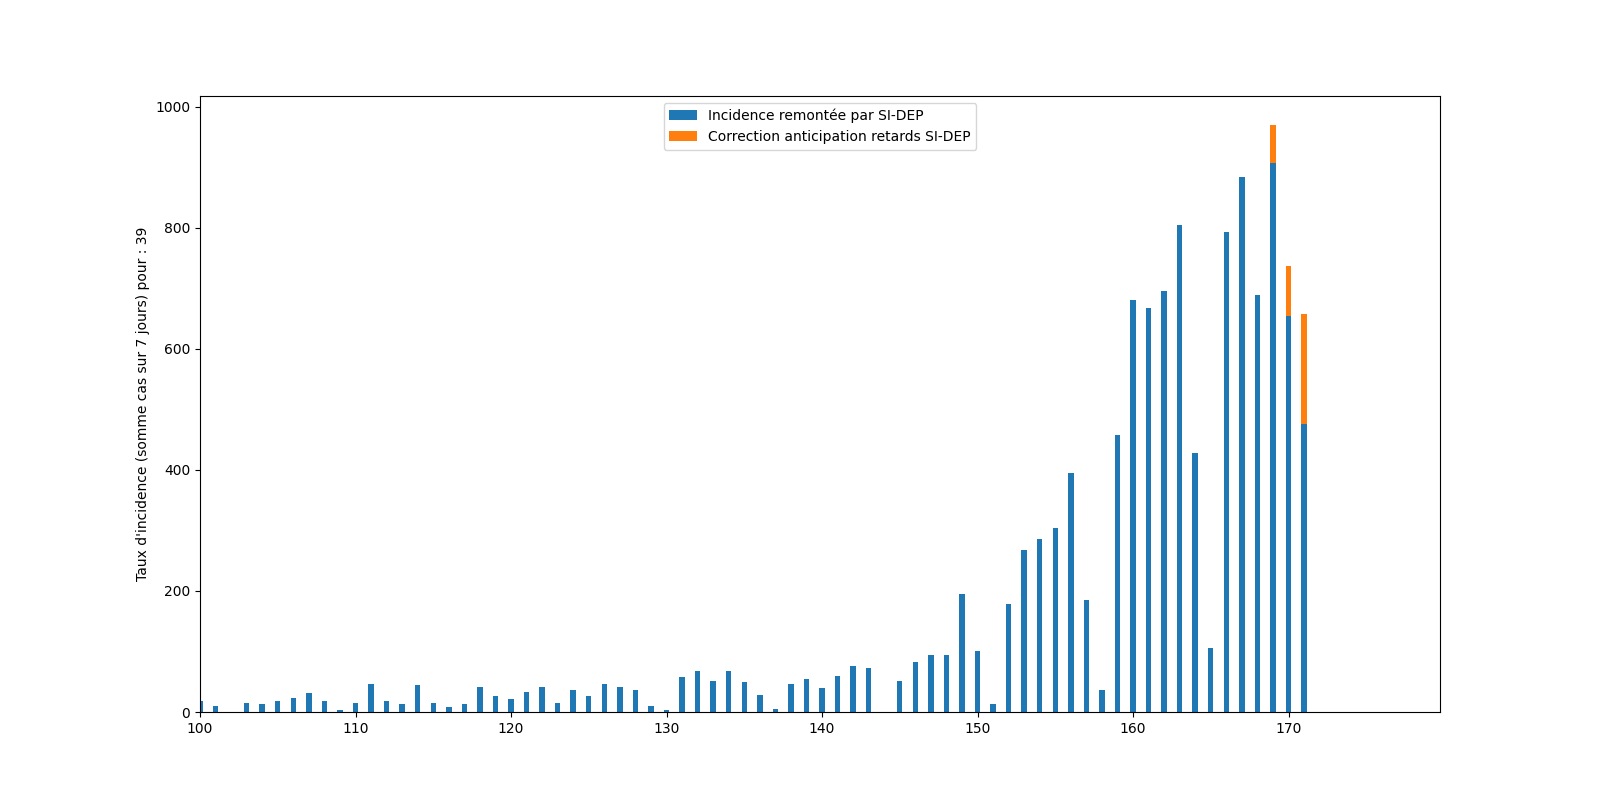 Incidence remontée par SI-DEP
Correction anticipation retards SI-DEP
Taux d'incidence (somme cas sur 7 jours) pour : 39
1000
800
600
400
200
0
100 110 120 130 140 150 160 170